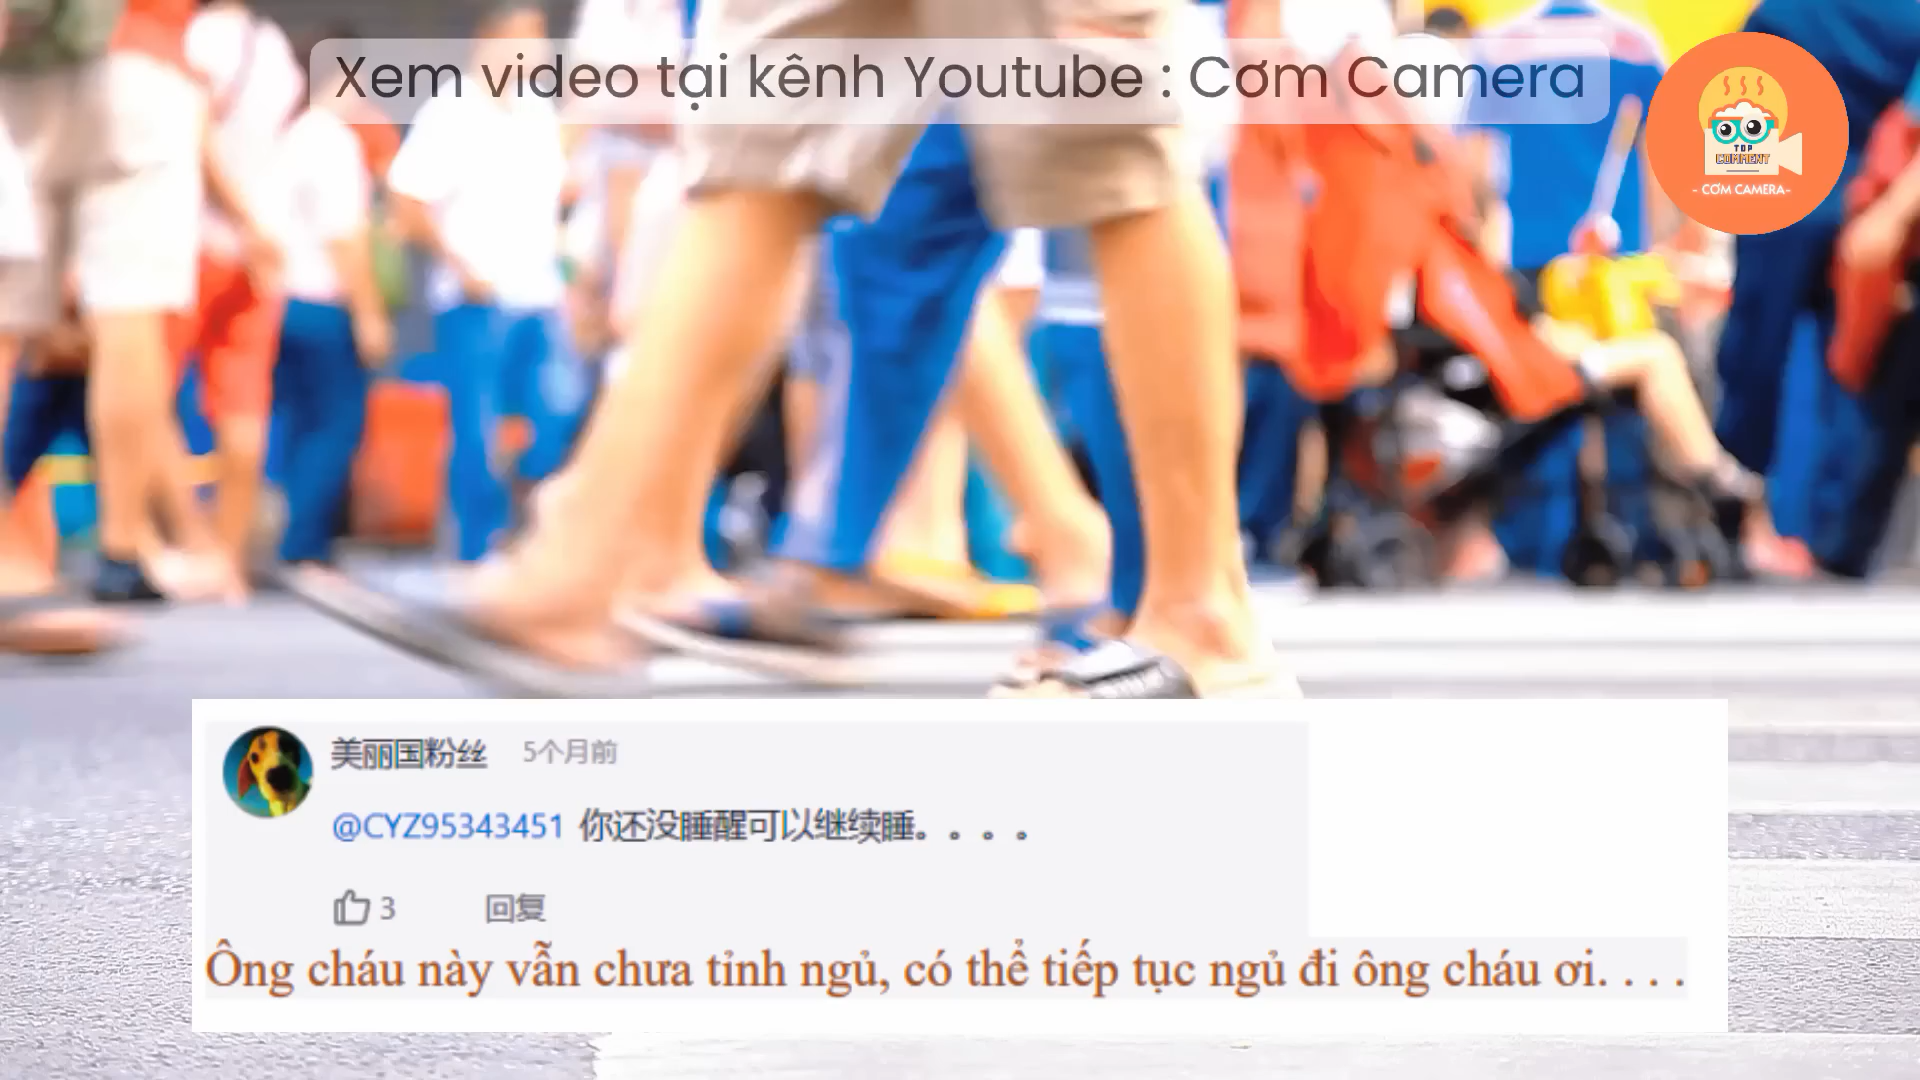 Xem video tại kênh Youtube : Cơm Camera
TOP
COMMENT
- CƠM CAMERA-
美丽国粉丝 5个月前
@CYZ95343451 你还没睡醒可以继续睡。。。。
3 回复
Ông cháu này vẫn chưa tỉnh ngủ, có thể tiếp tục ngủ đi ông cháu ơi. . . .